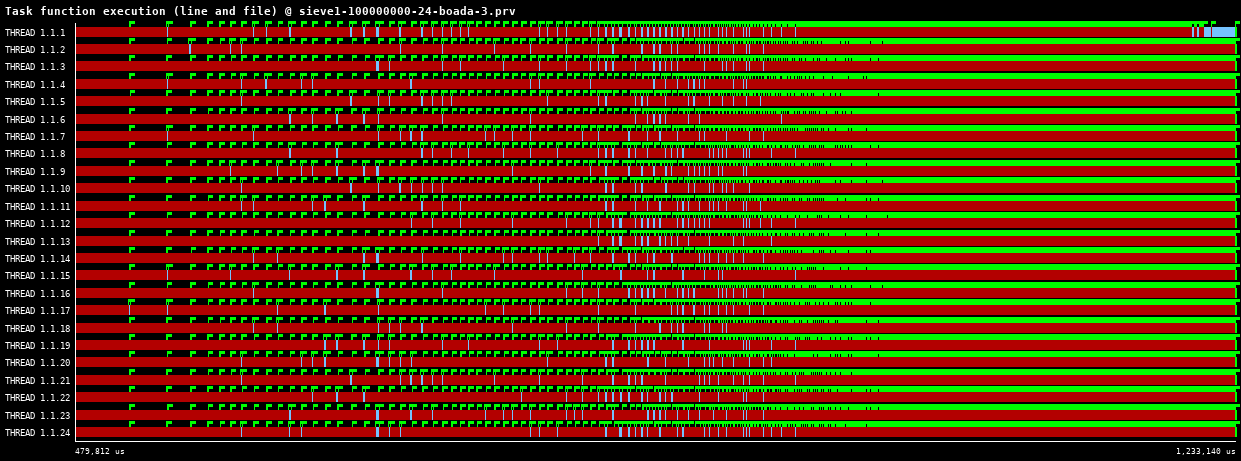 Task function execution (line and file) @ sieve1-100000000-24-boada-3.prv
THREAD 1.1.1
THREAD 1.1.2
THREAD 1.1.3
THREAD 1.1.4
THREAD 1.1.5
THREAD 1.1.6
THREAD 1.1.7
THREAD 1.1.8
THREAD 1.1.9
THREAD 1.1.10
THREAD 1.1.11
THREAD 1.1.12
THREAD 1.1.13
THREAD 1.1.14
THREAD 1.1.15
THREAD 1.1.16
THREAD 1.1.17
THREAD 1.1.18
THREAD 1.1.19
THREAD 1.1.20
THREAD 1.1.21
THREAD 1.1.22
THREAD 1.1.23
THREAD 1.1.24
479,812 us 1,233,140 us